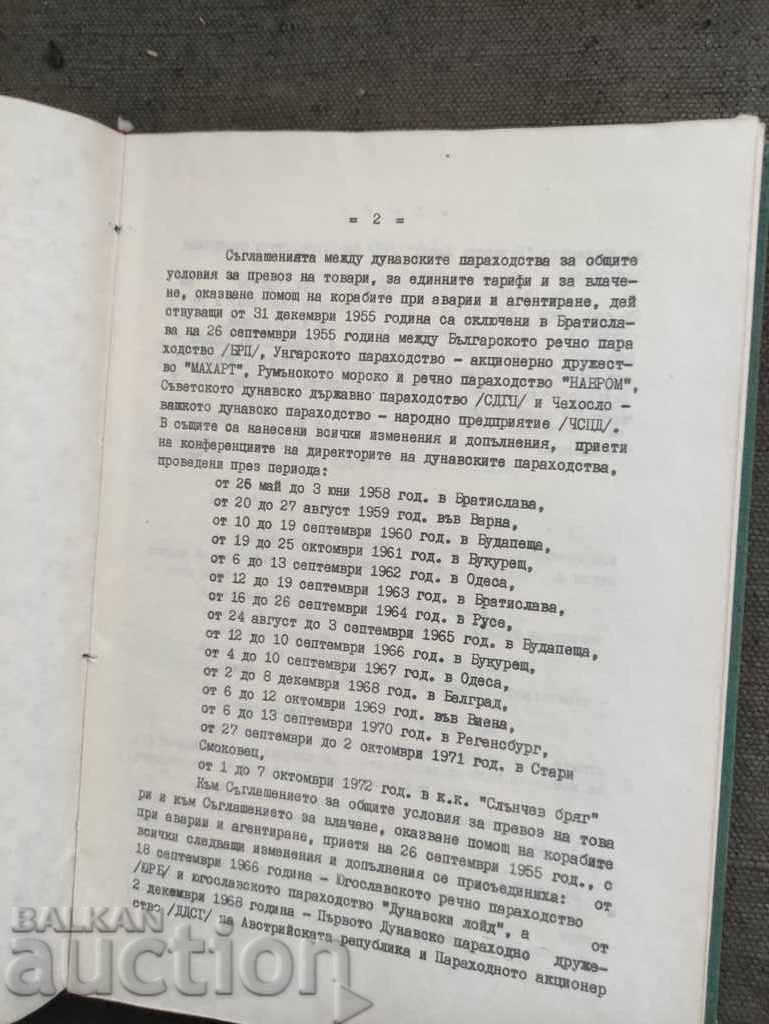 = 2 =
Съглашенията между дунавските параходства за общите
условия за превоз на товари, за единните тарифи и за влаче-
не, оказване помощ на корабите при аварии и агентиране, дей
ствуващи от 31 декември 1955 година са сключени в Братисла-
ва на 26 септември 1955 година между Българското речно пара
ходство /БРП/, Унгарското параходство - акционерно дружест-
во "МАХАРТ", Румънското морско и речно параходство "НАВРОМ",
Съветското дунавско държавно параходство /СДГП/ и Чехосло -
вашкото дунавско параходство - народно предприятие /ЧСПД/.
В същите са нанесени всички изменения и допълнения, приети
на конференциите на директорите на дунавските параходства,
проведени през периода:
от 26 май до 3 юни 1958 год. в Братислава,
от 20 до 27 август 1959 год. във Варна,
от 10 до 19 септември 1960 год. в Будапеща,
от 19 до 25 октомври 1961 год. в Букурещ,
от 6 до 13 септември 1962 год. в Одеса,
от 12 до 19 септември 1963 год. в Братислава,
от 16 до 26 септември 1964 год. в Русе,
от 24 август до 3 септември 1965 год. в Будапеща,
от 12 до 10 септември 1966 год. в Букурещ,
от 4 до 10 септември 1967 год. в Одеса,
от 2 до 8 декември 1968 год. в Белград,
от 6 до 12 октомври 1969 год. във Виена,
от 6 до 13 септември 1970 год. в Регенсбург,
от 27 септември до 2 октомври 1971 год. в Стари
Смоковец,
от 1 до 7 октомври 1972 год. в к.к. "Слънчев бряг"
Към Съглашението за общите условия за превоз на това
ри и към Съглашението за влачене, оказване помощ на корабите
при аварии и агентиране, приети на 26 септември 1955 год., с
всички следващи изменения и допълнения се присъединиха: от
18 септември 1966 година - Югославското речно параходство
/ЮРБ/ и югославското параходство "Дунавски лойд", а от
2 декември 1968 година - Първото Дунавско параходно друже-
ство /ДДСГ/ на Австрийската република и Параходното акционер
BALKAN
auction